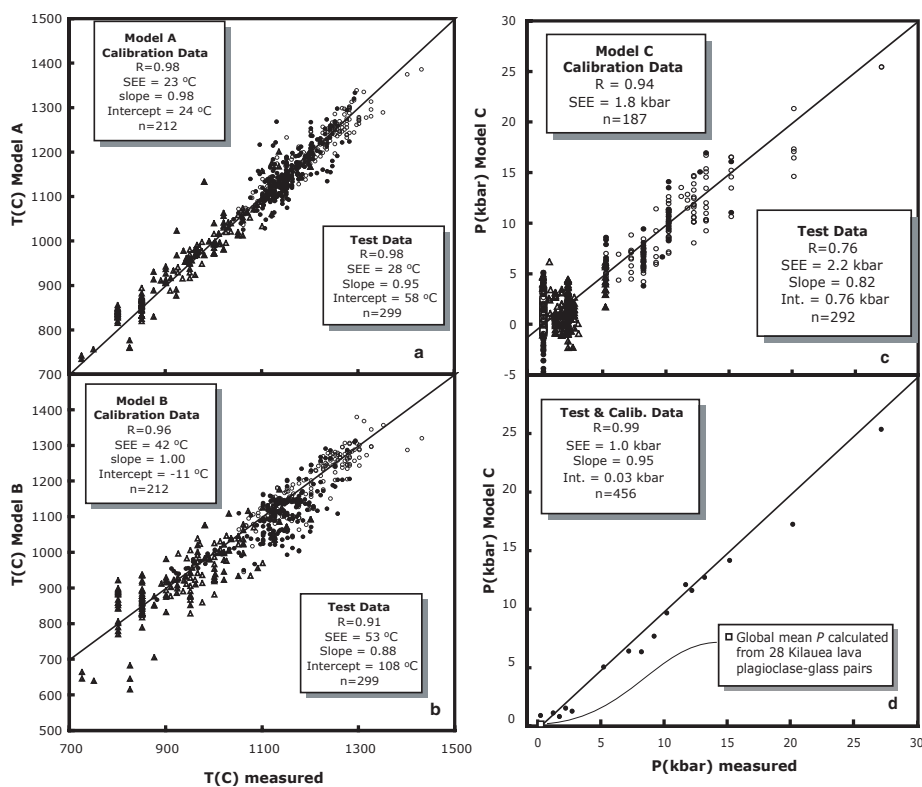 1500
1400
1300
1200
1100
1000
900
800
700
T(C) Model A
Model A
Calibration Data
R=0.98
SEE = 23 °C
slope = 0.98
Intercept = 24 °C
n=212
Test Data
R=0.98
SEE = 28 °C
Slope = 0.95
Intercept = 58 °C
n=299
a
1400
1300
1200
1100
1000
900
800
700
600
500
T(C) Model B
Model B
Calibration Data
R=0.96
SEE = 42 °C
slope = 1.00
Intercept = -11 °C
n=212
Test Data
R=0.91
SEE = 53 °C
Slope = 0.88
Intercept = 108 °C
n=299
b
700 900 1100 1300 1500
T(C) measured
30
25
20
15
10
5
0
-5
P(kbar) Model C
Model C
Calibration Data
R = 0.94
SEE = 1.8 kbar
n=187
Test Data
R=0.76
SEE = 2.2 kbar
Slope = 0.82
Int. = 0.76 kbar
n=292
c
25
20
15
10
5
0
P(kbar) Model C
Test & Calib. Data
R=0.99
SEE = 1.0 kbar
Slope = 0.95
Int. = 0.03 kbar
n=456
Global mean P calculated
from 28 Kilauea lava
plagioclase-glass pairs
d
0 5 10 15 20 25 30
P(kbar) measured